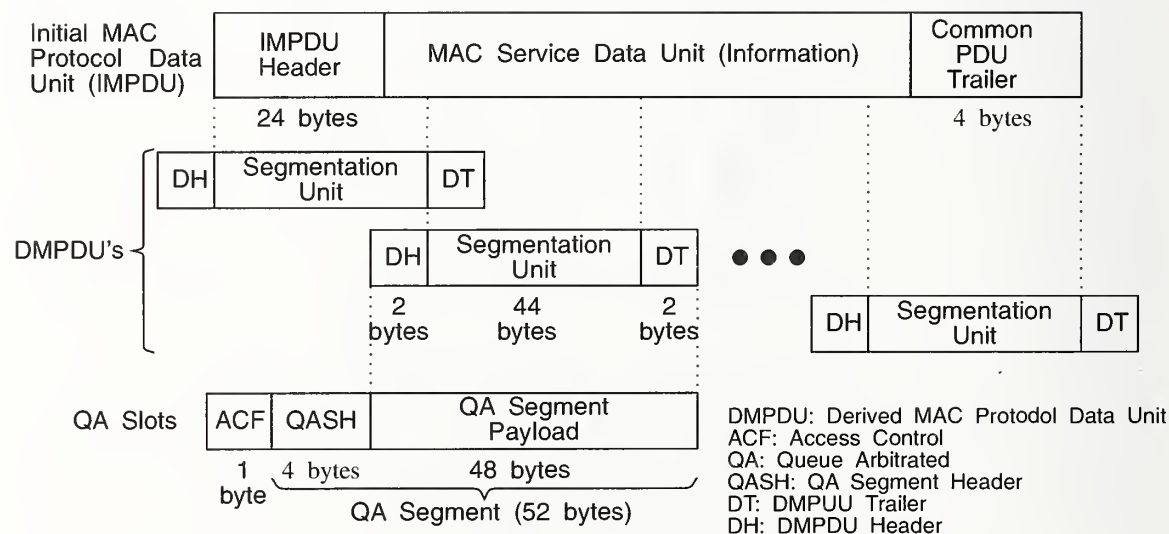 Initial MAC
Protocol Data
Unit (IMPDU)
IMPDU
Header
MAC Service Data Unit (Information)
Common
PDU
Trailer
24 bytes
4 bytes
DH
Segmentation
Unit
DT
DMPDU's
DH
Segmentation
Unit
DT
2
bytes
44
bytes
2
bytes
DH
Segmentation
Unit
DT
QA Slots
ACF
QASH
QA Segment
Payload
1
byte
4 bytes
48 bytes
QA Segment (52 bytes)
DMPDU: Derived MAC Protodol Data Unit
ACF: Access Control
QA: Queue Arbitrated
QASH: QA Segment Header
DT: DMPUU Trailer
DH: DMPDU Header